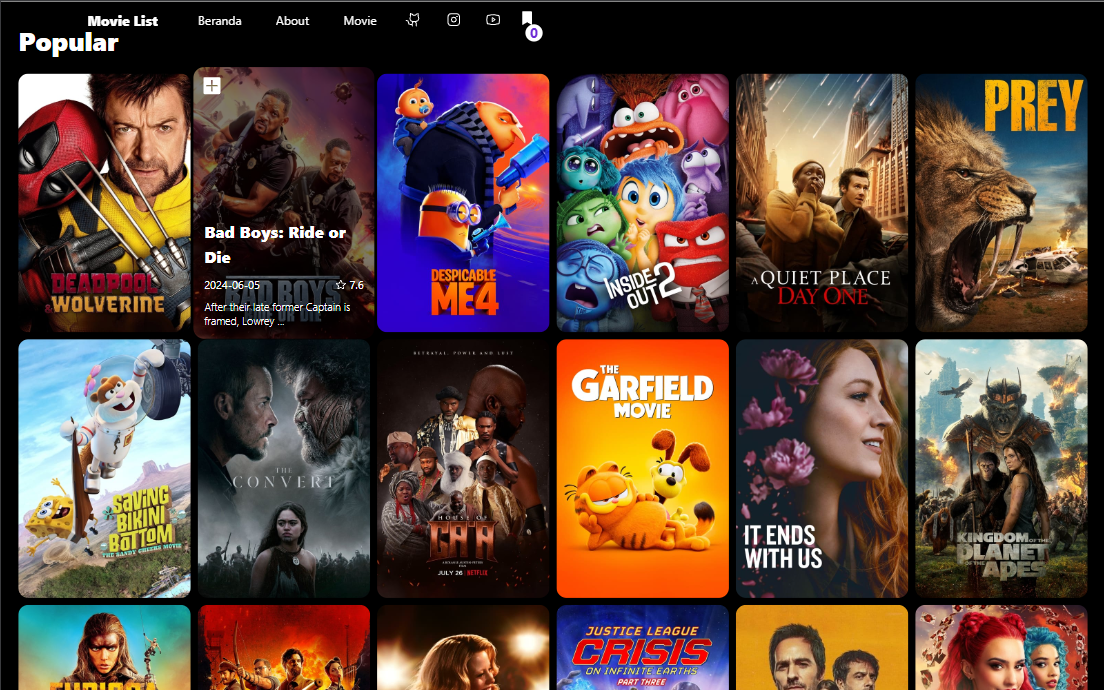 Movie List
Beranda
About
Movie
0
Popular
DEADPOOL
WOLVERINE
Bad Boys: Ride or
Die
2024-06-05
7.6
After their late former Captain is
framed, Lowrey ...
DESPICABLE
ME 4
INSIDE
OUT 2
A QUIET PLACE
DAY ONE
PREY
SAVING
BIKINI
BOTTOM
THE SANDY CHEEKS MOVIE
THE
CONVERT
BETRAYAL, POWER AND LUST
HOUSE OF
GA'A
JULY 26 NETFLIX
THE
GARFIELD
MOVIE
IT ENDS
WITH US
KINGDOM OF THE
PLANET
OF THE APES
FURIOSA
JUSTICE LEAGUE
CRISIS
ON INFINITE EARTHS
PART THREE